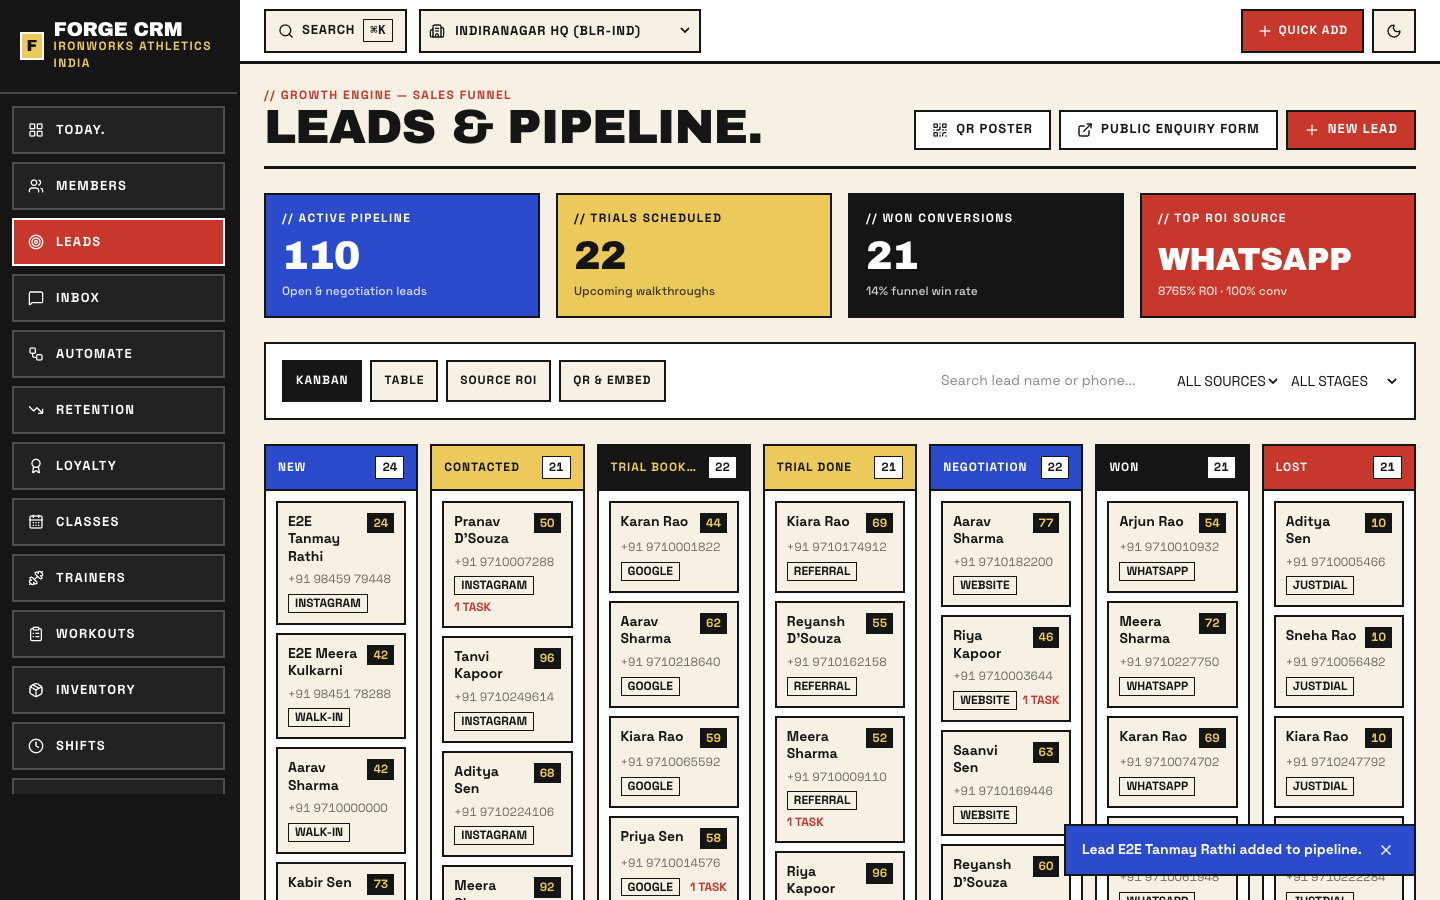 F
FORGE CRM
IRONWORKS ATHLETICS
INDIA
TODAY.
MEMBERS
LEADS
INBOX
AUTOMATE
RETENTION
LOYALTY
CLASSES
TRAINERS
WORKOUTS
INVENTORY
SHIFTS
SEARCH ⌘K
INDIRANAGAR HQ (BLR-IND)
QUICK ADD
// GROWTH ENGINE — SALES FUNNEL
LEADS & PIPELINE.
QR POSTER
PUBLIC ENQUIRY FORM
NEW LEAD
// ACTIVE PIPELINE
110
Open & negotiation leads
// TRIALS SCHEDULED
22
Upcoming walkthroughs
// WON CONVERSIONS
21
14% funnel win rate
// TOP ROI SOURCE
WHATSAPP
8765% ROI · 100% conv
KANBAN
TABLE
SOURCE ROI
QR & EMBED
Search lead name or phone...
ALL SOURCES
ALL STAGES
NEW 24
E2E
Tanmay
Rathi
24
+91 98459 79448
INSTAGRAM
E2E Meera
Kulkarni
42
+91 98451 78288
WALK-IN
Aarav
Sharma
42
+91 9710000000
WALK-IN
Kabir Sen 73
CONTACTED 21
Pranav
D'Souza
50
+91 9710007288
INSTAGRAM
1 TASK
Tanvi
Kapoor
96
+91 9710249614
INSTAGRAM
Aditya
Sen
68
+91 9710224106
INSTAGRAM
Meera
92
TRIAL BOOK... 22
Karan Rao 44
+91 9710001822
GOOGLE
Aarav
Sharma
62
+91 9710218640
GOOGLE
Kiara Rao 59
+91 9710065592
GOOGLE
Priya Sen 58
+91 9710014576
GOOGLE 1 TASK
TRIAL DONE 21
Kiara Rao 69
+91 9710174912
REFERRAL
Reyansh
D'Souza
55
+91 9710162158
REFERRAL
Meera
Sharma
52
+91 9710009110
REFERRAL
1 TASK
Riya
Kapoor
96
NEGOTIATION 22
Aarav
Sharma
77
+91 9710182200
WEBSITE
Riya
Kapoor
46
+91 9710003644
WEBSITE 1 TASK
Saanvi
Sen
63
+91 9710169446
WEBSITE
Reyansh
D'Souza
60
WON 21
Arjun Rao 54
+91 9710010932
WHATSAPP
Meera
Sharma
72
+91 9710227750
WHATSAPP
Karan Rao 69
+91 9710074702
WHATSAPP
+91 9710061948
WHATSAPP
LOST 21
Aditya
Sen
10
+91 9710005466
JUSTDIAL
Sneha Rao 10
+91 9710056482
JUSTDIAL
Kiara Rao 10
+91 9710247792
JUSTDIAL
+91 9710222284
JUSTDIAL
Lead E2E Tanmay Rathi added to pipeline.